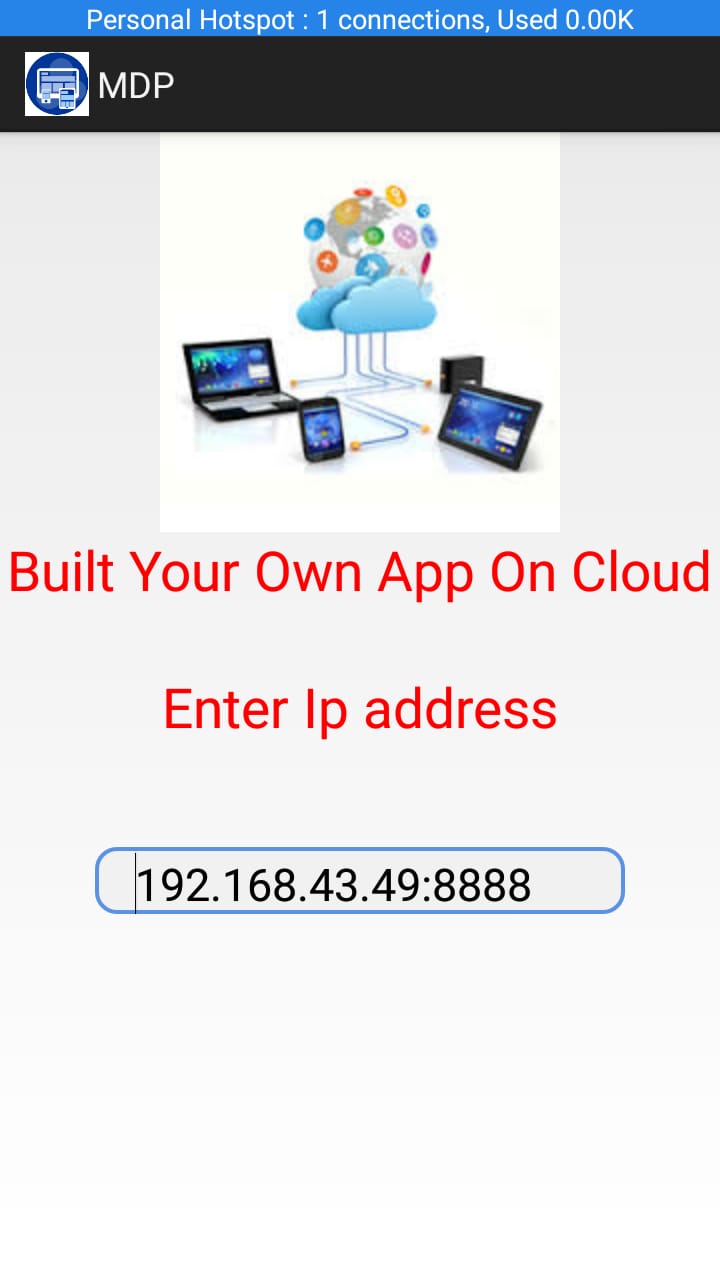 Personal Hotspot : 1 connections, Used 0.00K
MDP
Built Your Own App On Cloud
Enter Ip address
192.168.43.49:8888